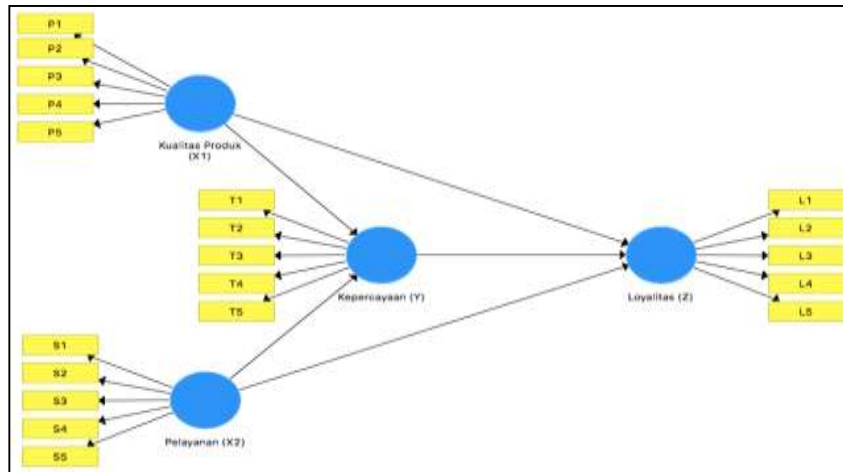 P1
P2
P3
P4
P5
Kualitas Produk
(X1)
T1
T2
T3
T4
T5
Kepercayaan (Y)
L1
L2
L3
L4
L5
Loyalitas (Z)
S1
S2
S3
S4
S5
Pelayanan (X2)